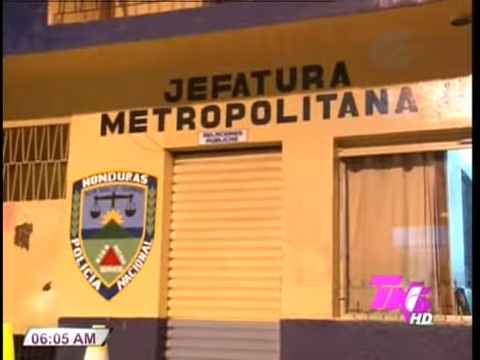 JEFATURA
METROPOLITANA
RELACIONES
PUBLICAS
HONDURAS
POLICIA
NACIONAL
HD
06:05 AM